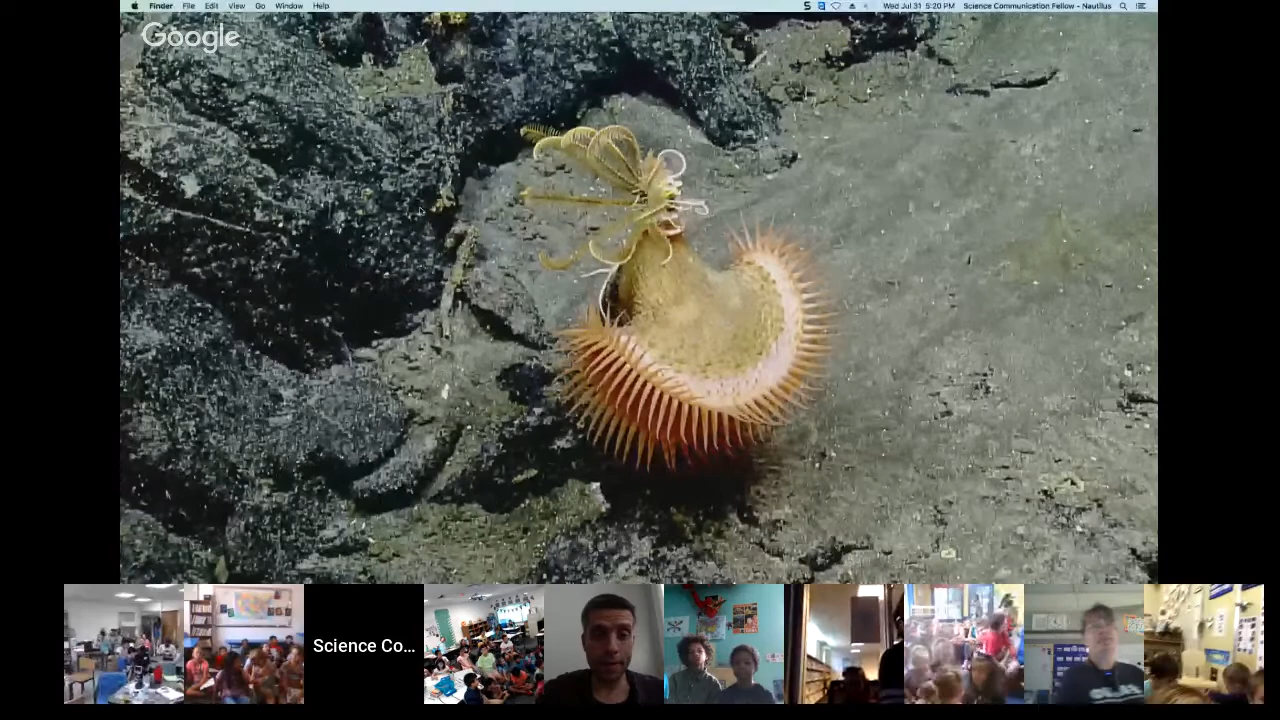 Finder File Edit View Go Window Help
Wed Jul 31 5:20 PM Science Communication Fellow - Nautilus
Google
Science Co...